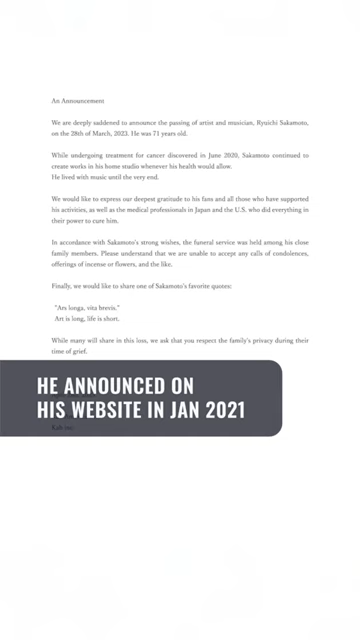 An Announcement
We are deeply saddened to announce the passing of artist and musician, Ryuichi Sakamoto,
on the 28th of March, 2023. He was 71 years old.
While undergoing treatment for cancer discovered in June 2020, Sakamoto continued to
create works in his home studio whenever his health would allow.
He lived with music until the very end.
We would like to express our deepest gratitude to his fans and all those who have supported
his activities, as well as the medical professionals in Japan and the U.S. who did everything in
their power to cure him.
In accordance with Sakamoto's strong wishes, the funeral service was held among his close
family members. Please understand that we are unable to accept any calls of condolences,
offerings of incense or flowers, and the like.
Finally, we would like to share one of Sakamoto's favorite quotes:
"Ars longa, vita brevis."
Art is long, life is short.
While many will share in this loss, we ask that you respect the family's privacy during their
time of grief.
HE ANNOUNCED ON
HIS WEBSITE IN JAN 2021